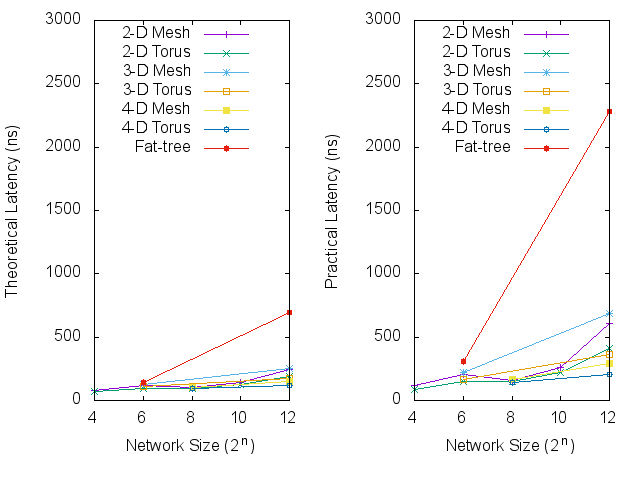 3000
2500
2000
1500
1000
500
0
4
6
8
10
12
Theoretical Latency (ns)
Network Size (2^n)
2-D Mesh
2-D Torus
3-D Mesh
3-D Torus
4-D Mesh
4-D Torus
Fat-tree
3000
2500
2000
1500
1000
500
0
4
6
8
10
12
Practical Latency (ns)
Network Size (2^n)
2-D Mesh
2-D Torus
3-D Mesh
3-D Torus
4-D Mesh
4-D Torus
Fat-tree